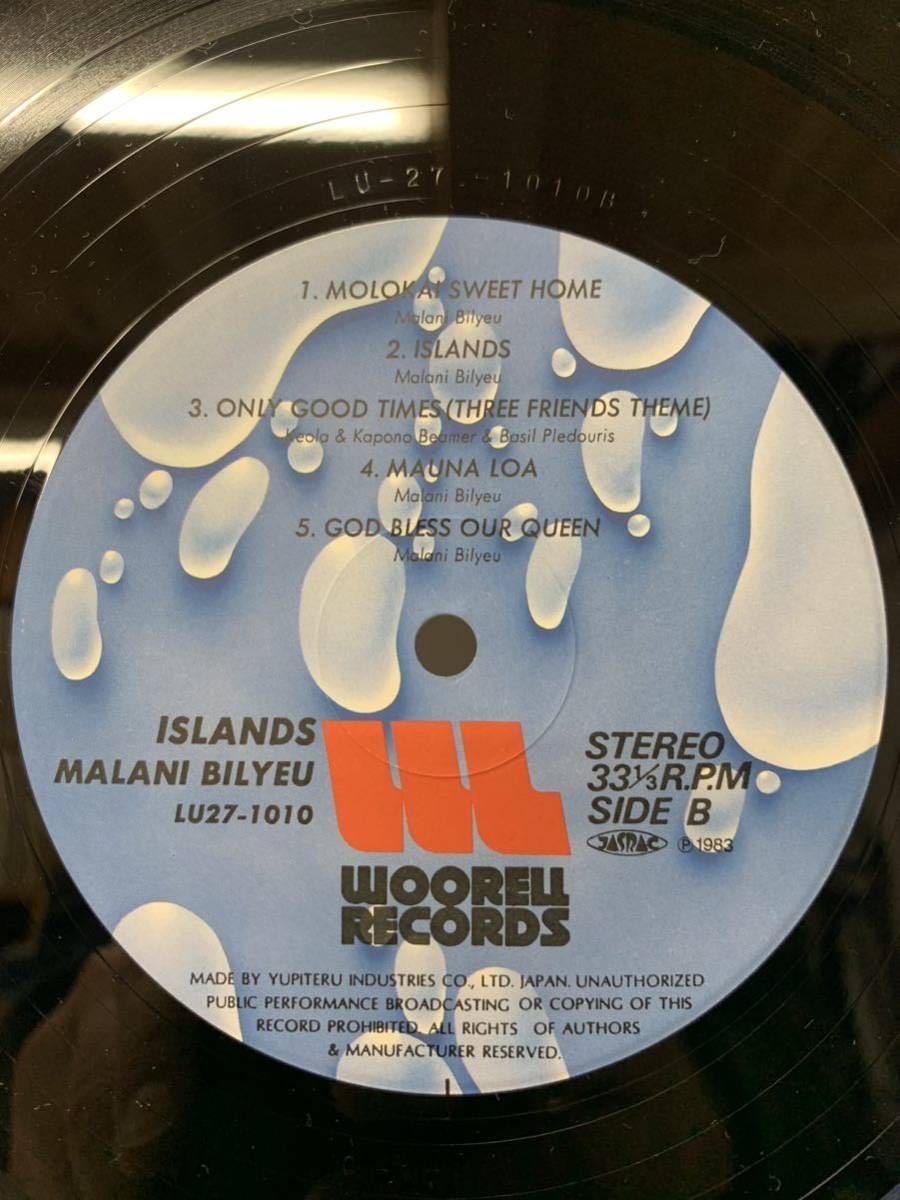 LU-27.-1010B
1. MOLOKAI SWEET HOME
Malani Bilyeu
2. ISLANDS
Malani Bilyeu
3. ONLY GOOD TIMES (THREE FRIENDS THEME)
Keola & Kapono Beamer & Basil Pledouris
4. MAUNA LOA
Malani Bilyeu
5. GOD BLESS OUR QUEEN
Malani Bilyeu
ISLANDS
MALANI BILYEU
LU27-1010
STEREO
33⅓ R.P.M
SIDE B
JASRAC ℗ 1983
WOORELL
RECORDS
MADE BY YUPITERU INDUSTRIES CO., LTD. JAPAN. UNAUTHORIZED
PUBLIC PERFORMANCE BROADCASTING OR COPYING OF THIS
RECORD PROHIBITED. ALL RIGHTS OF AUTHORS
& MANUFACTURER RESERVED.